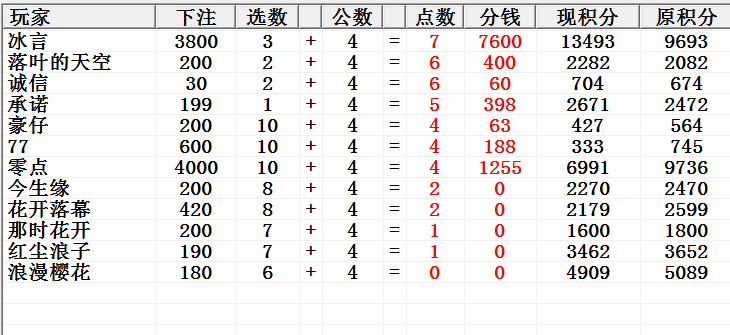 玩家 下注 选数 公数 点数 分钱 现积分 原积分
冰言 3800 3 + 4 = 7 7600 13493 9693
落叶的天空 200 2 + 4 = 6 400 2282 2082
诚信 30 2 + 4 = 6 60 704 674
承诺 199 1 + 4 = 5 398 2671 2472
豪仔 200 10 + 4 = 4 63 427 564
77 600 10 + 4 = 4 188 333 745
零点 4000 10 + 4 = 4 1255 6991 9736
今生缘 200 8 + 4 = 2 0 2270 2470
花开落幕 420 8 + 4 = 2 0 2179 2599
那时花开 200 7 + 4 = 1 0 1600 1800
红尘浪子 190 7 + 4 = 1 0 3462 3652
浪漫樱花 180 6 + 4 = 0 0 4909 5089